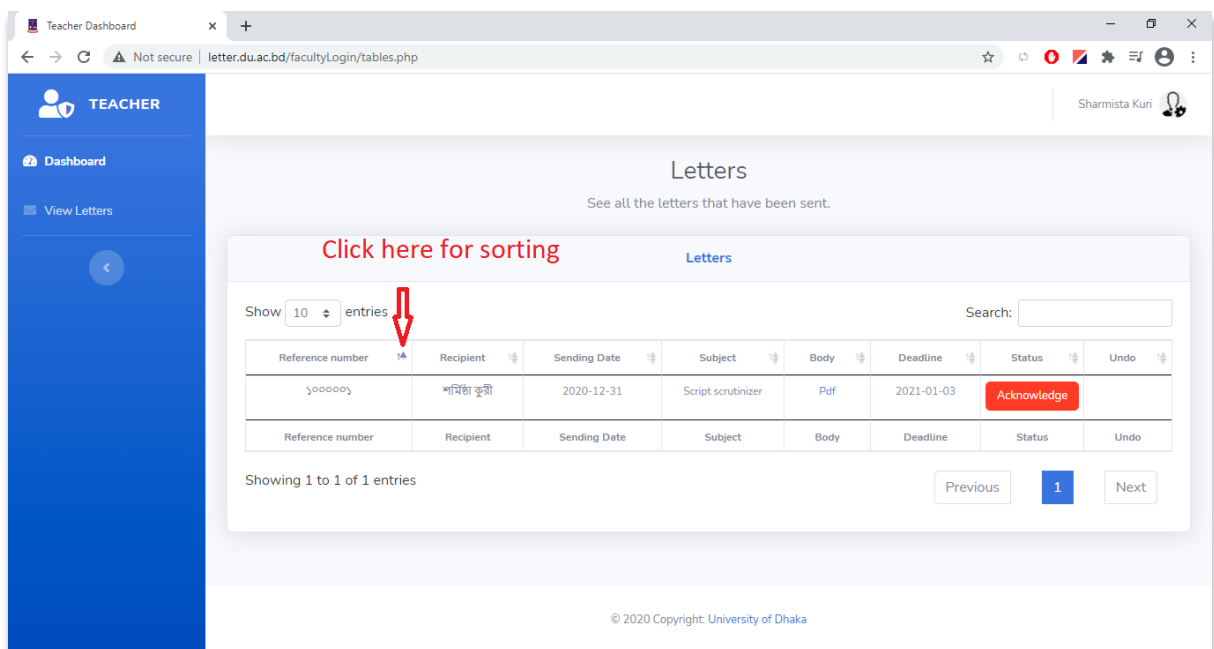 Teacher Dashboard
Not secure | letter.du.ac.bd/facultyLogin/tables.php
TEACHER
Sharmista Kuri
Dashboard
View Letters
Letters
See all the letters that have been sent.
Click here for sorting
Letters
Show 10 entries
Search:
Reference number Recipient Sending Date Subject Body Deadline Status Undo
১০০০০০১ শর্মিষ্ঠা কুরী 2020-12-31 Script scrutinizer Pdf 2021-01-03 Acknowledge
Reference number Recipient Sending Date Subject Body Deadline Status Undo
Showing 1 to 1 of 1 entries
Previous 1 Next
© 2020 Copyright: University of Dhaka